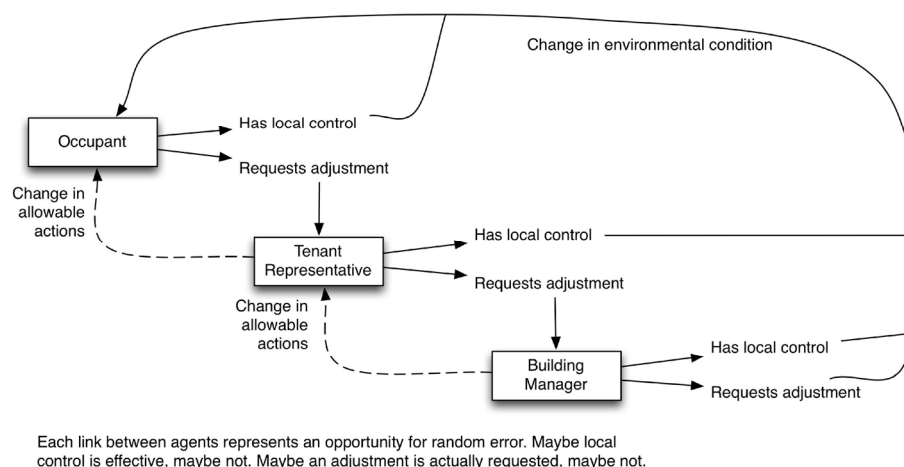 Change in environmental condition
Has local control
Occupant
Requests adjustment
Change in
allowable
actions
Has local control
Tenant
Representative
Requests adjustment
Change in
allowable
actions
Has local control
Building
Manager
Requests adjustment
Each link between agents represents an opportunity for random error. Maybe local
control is effective, maybe not. Maybe an adjustment is actually requested, maybe not.